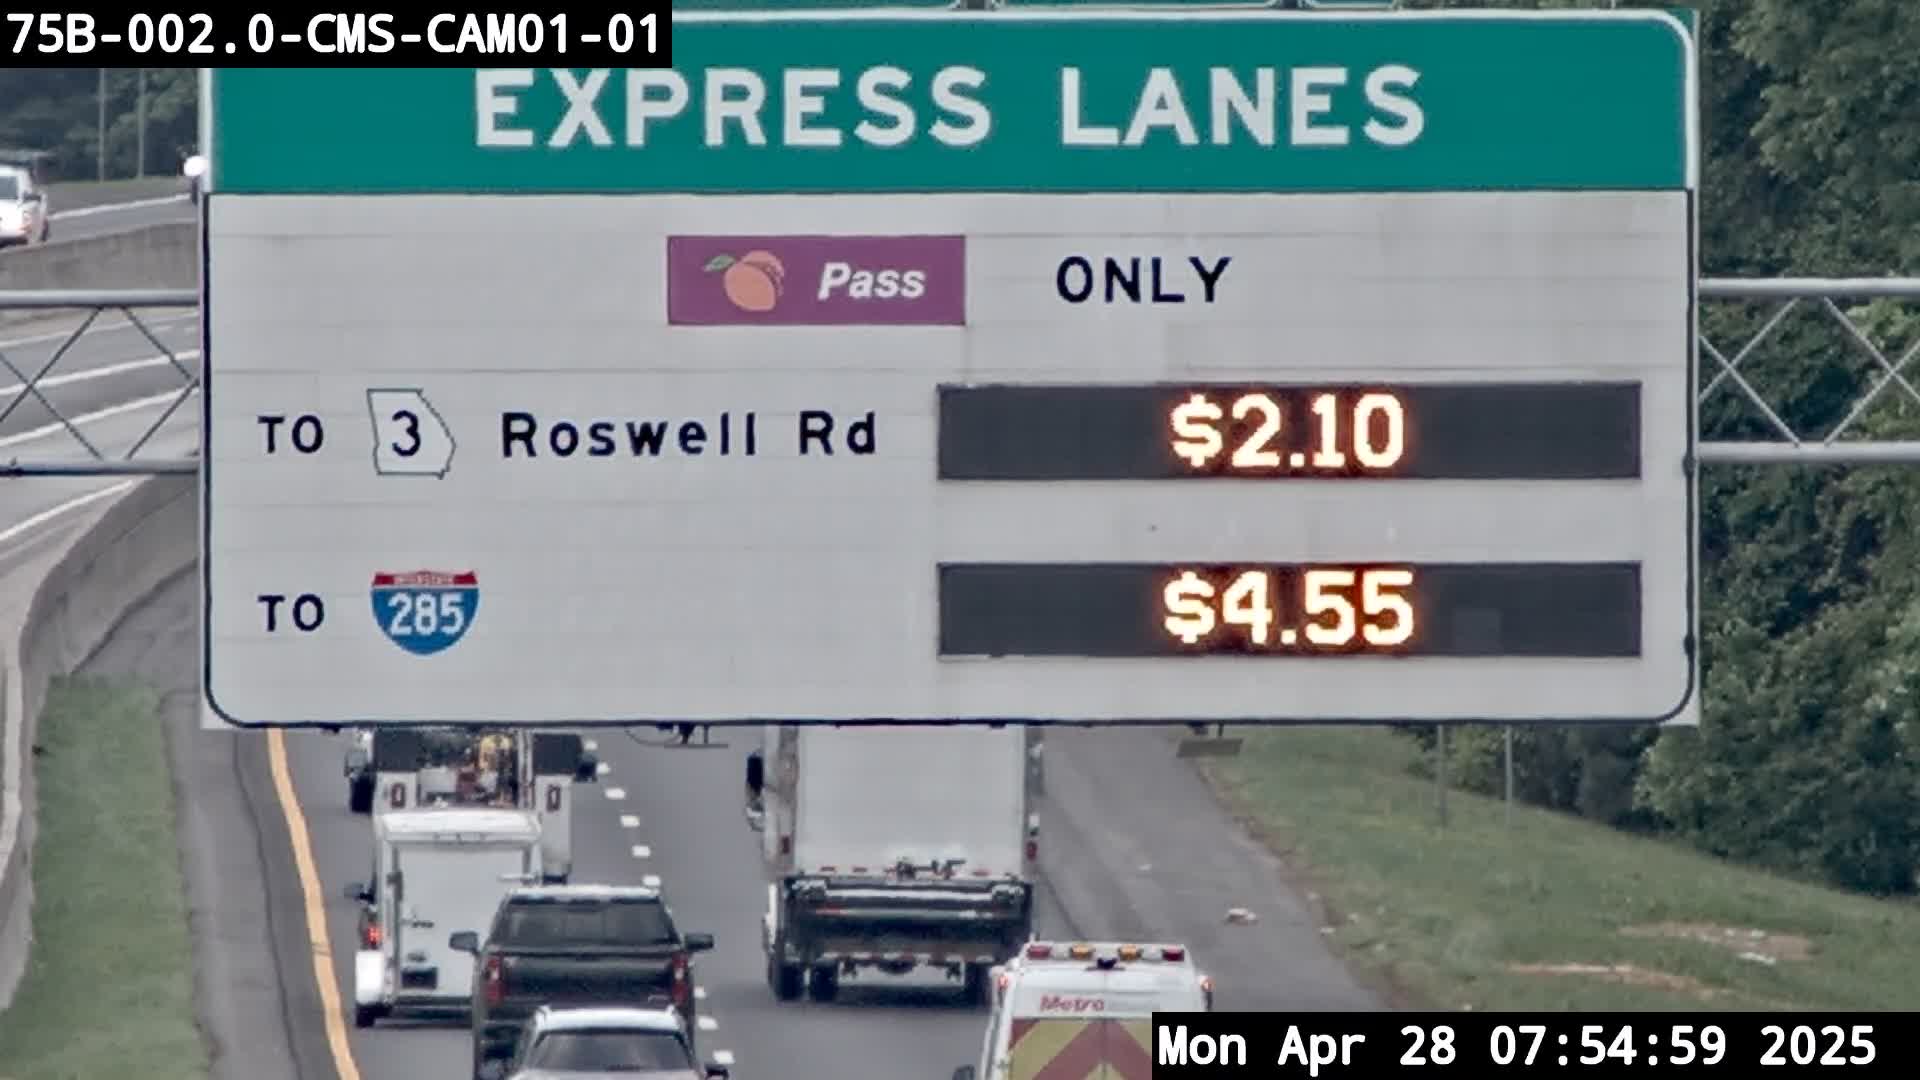 75B-002.0-CMS-CAM01-01
EXPRESS LANES
Pass ONLY
TO 3 Roswell Rd $2.10
TO INTERSTATE 285 $4.55
Metro
Mon Apr 28 07:54:59 2025